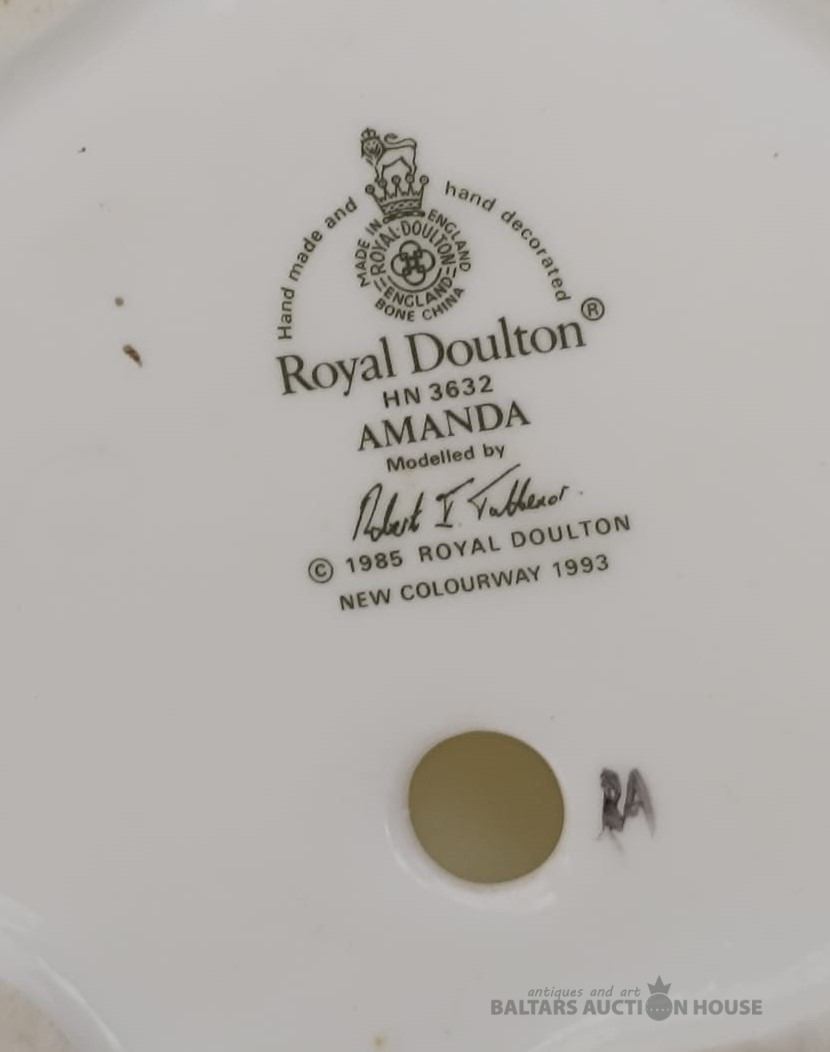 Hand made and hand decorated
MADE IN ENGLAND
ROYAL·DOULTON
ENGLAND
BONE CHINA
Royal Doulton®
HN 3632
AMANDA
Modelled by
Robert I. Tabbenor.
© 1985 ROYAL DOULTON
NEW COLOURWAY 1993
RA
antiques and art
BALTARS AUCTION HOUSE